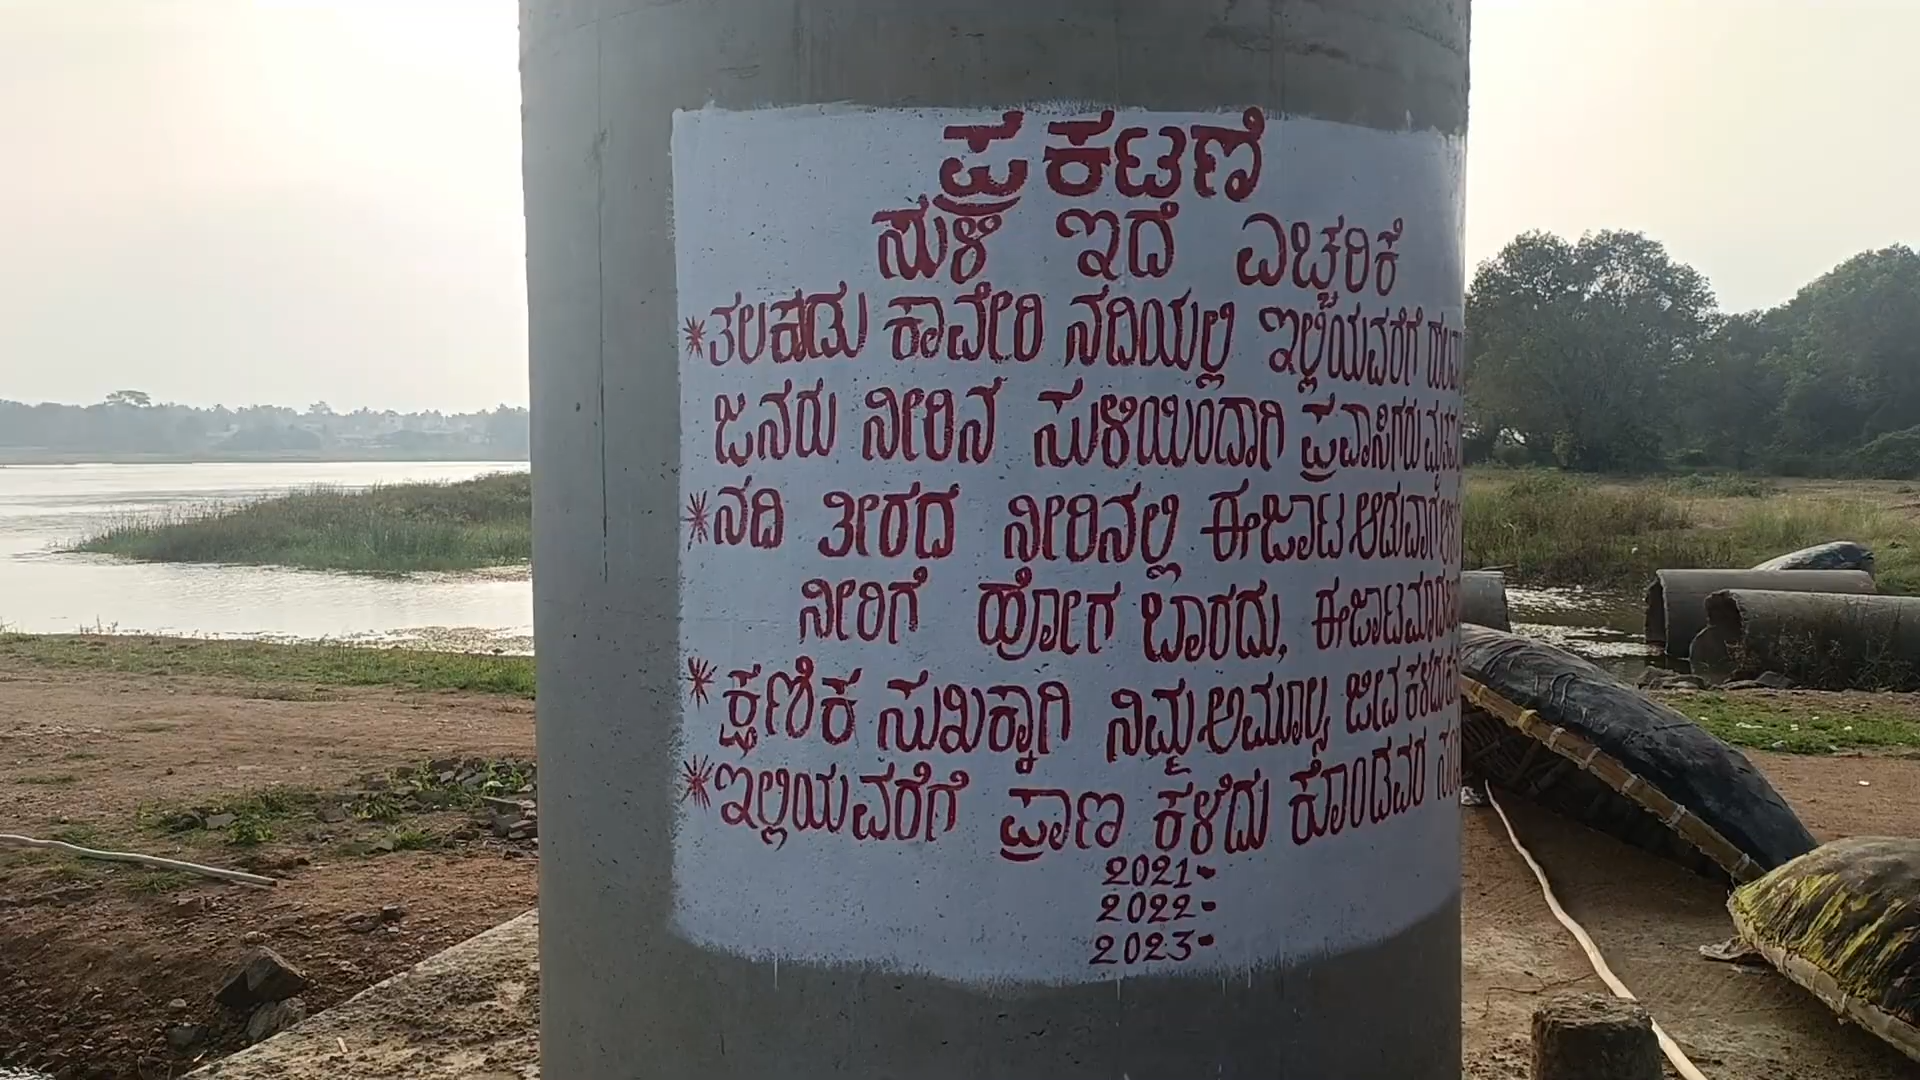 ಪ್ರಕಟಣೆ
ಸುಳಿ ಇದೆ ಎಚ್ಚರಿಕೆ
*ತಲಕಾಡು ಕಾವೇರಿ ನದಿಯಲ್ಲಿ ಇಲ್ಲಿಯವರೆಗೆ
ಜನರು ನೀರಿನ ಸುಳಿಯಿಂದಾಗಿ ಪ್ರವಾಸಿಗರು
*ನದಿ ತೀರದ ನೀರಿನಲ್ಲಿ ಈಜಾಟ ಆಡುವಾಗ
ನೀರಿಗೆ ಹೋಗ ಬಾರದು,
*ಕ್ಷಣಿಕ ಸುಖಕ್ಕಾಗಿ ನಿಮ್ಮ ಅಮೂಲ್ಯ ಜೀವ
*ಇಲ್ಲಿಯವರೆಗೆ ಪ್ರಾಣ ಕಳೆದು ಕೊಂಡವರ
2021-
2022-
2023-